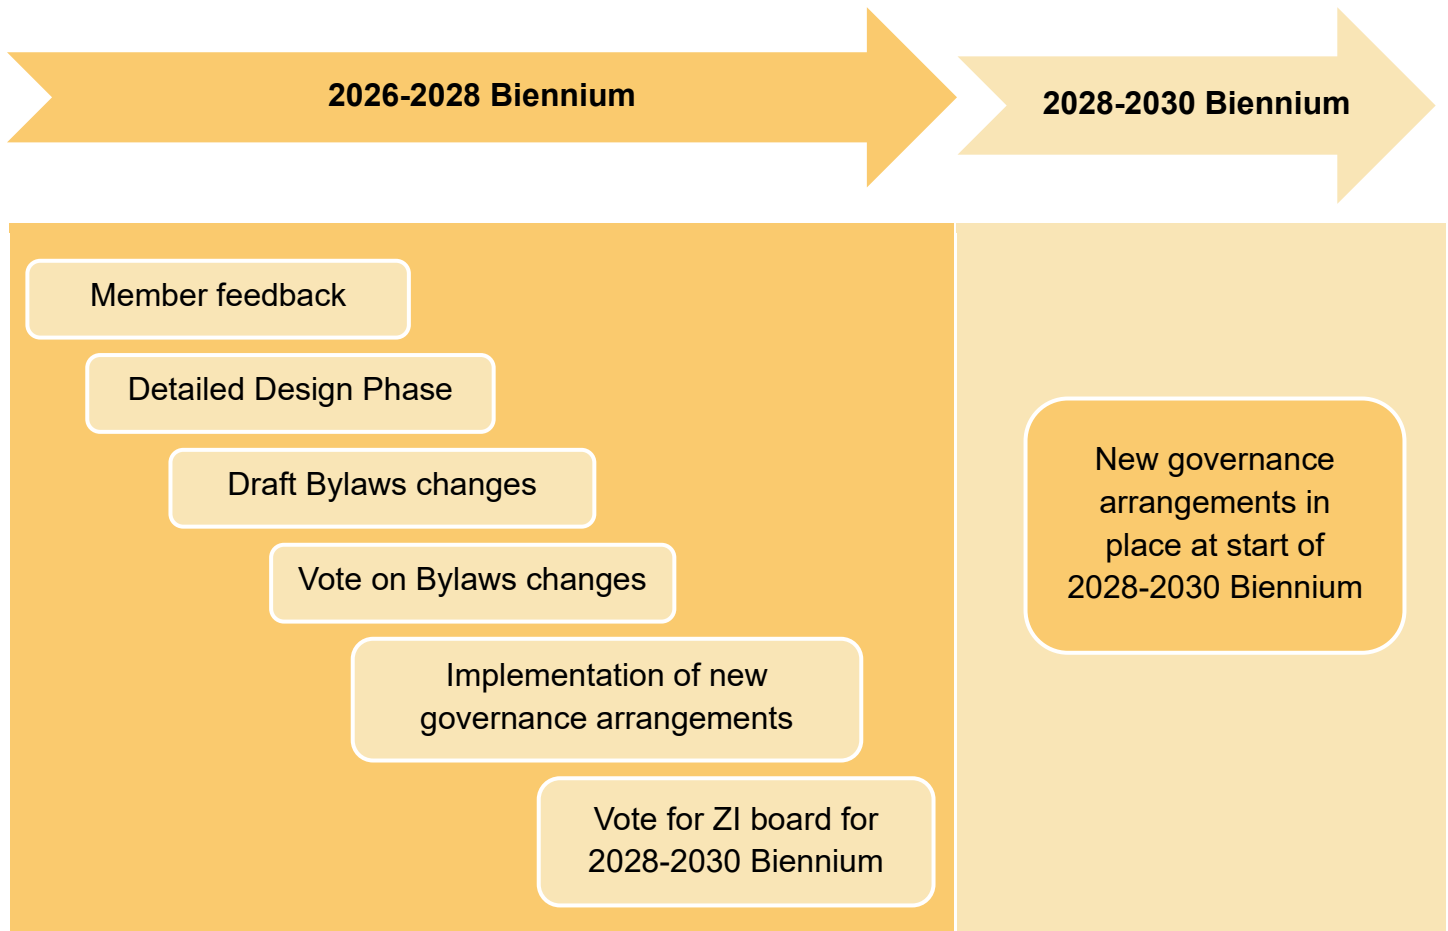 2026-2028 Biennium
2028-2030 Biennium
Member feedback
Detailed Design Phase
Draft Bylaws changes
Vote on Bylaws changes
Implementation of new
governance arrangements
Vote for ZI board for
2028-2030 Biennium
New governance
arrangements in
place at start of
2028-2030 Biennium